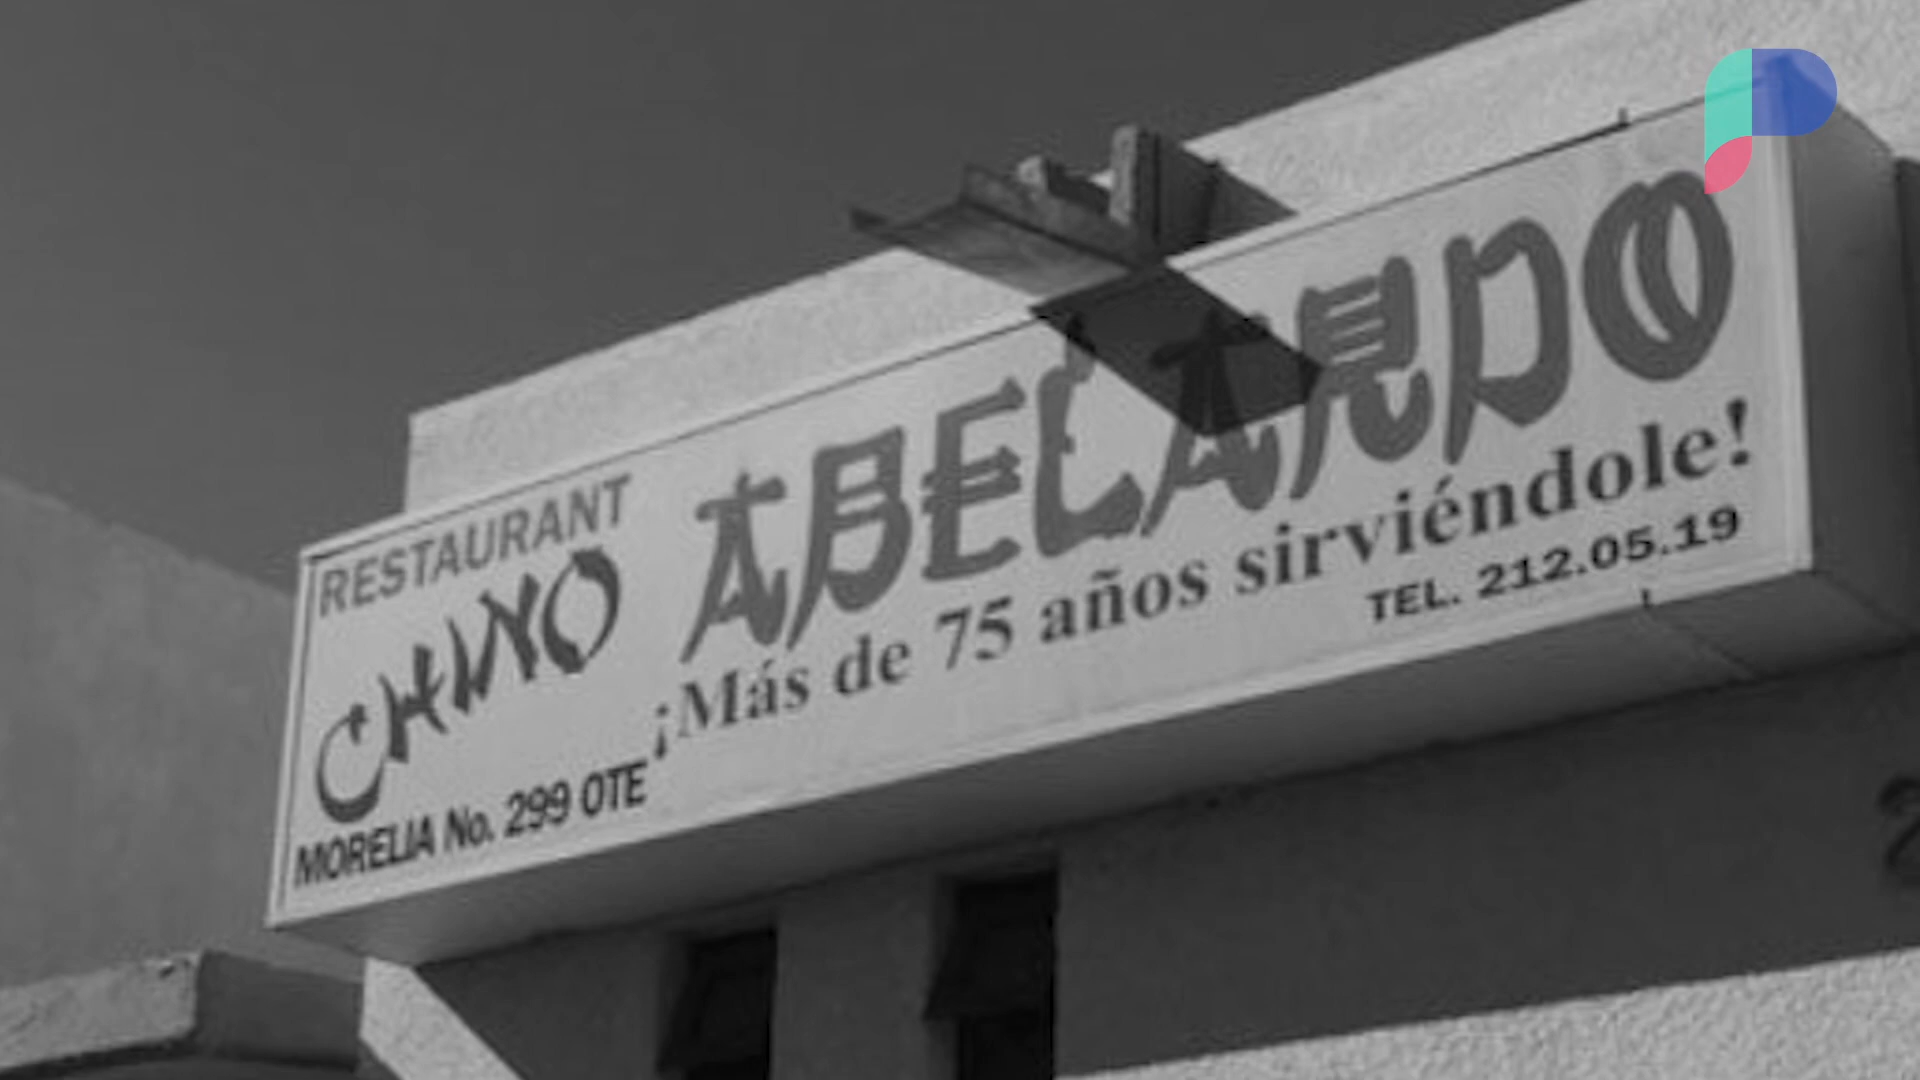 RESTAURANT
CHINO ABELARDO
¡Más de 75 años sirviéndole!
MORELIA No. 299 OTE
TEL. 212.05.19